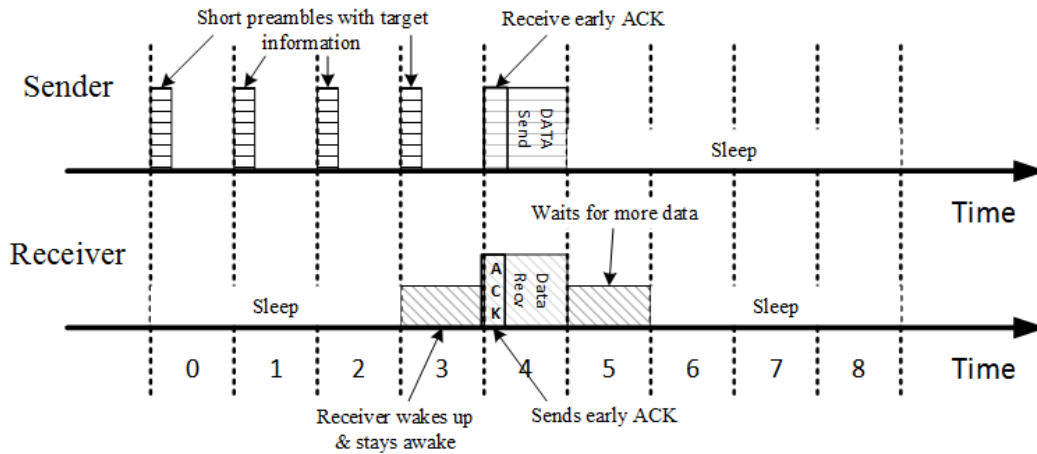 Short preambles with target
information
Receive early ACK
Sender
DATA
Send
Sleep
Time
Waits for more data
Receiver
ACK
Data
Recv
Sleep
Sleep
0 1 2 3 4 5 6 7 8
Time
Receiver wakes up
& stays awake
Sends early ACK